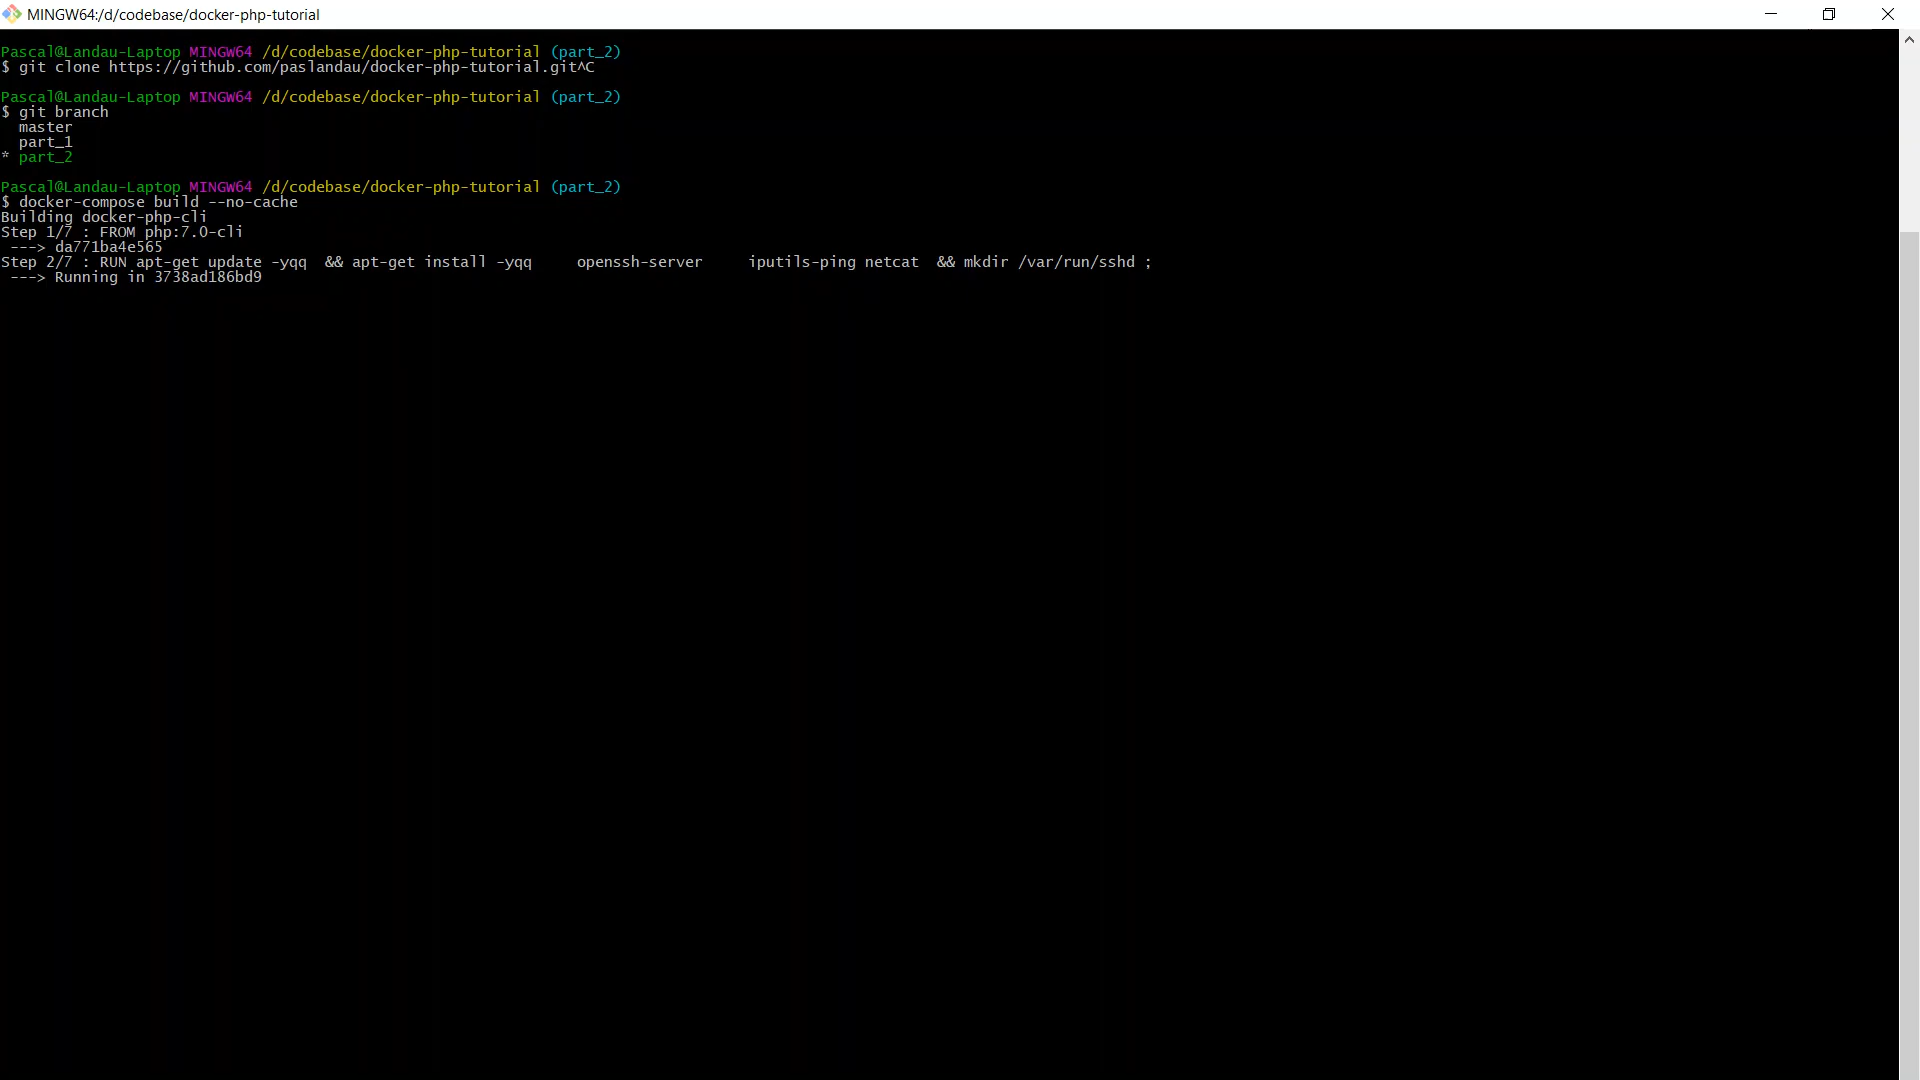 MINGW64:/d/codebase/docker-php-tutorial
Pascal@Landau-Laptop MINGW64 /d/codebase/docker-php-tutorial (part_2)
$ git clone https://github.com/paslandau/docker-php-tutorial.git^C
Pascal@Landau-Laptop MINGW64 /d/codebase/docker-php-tutorial (part_2)
$ git branch
  master
  part_1
* part_2
Pascal@Landau-Laptop MINGW64 /d/codebase/docker-php-tutorial (part_2)
$ docker-compose build --no-cache
Building docker-php-cli
Step 1/7 : FROM php:7.0-cli
 ---> da771ba4e565
Step 2/7 : RUN apt-get update -yqq  && apt-get install -yqq     openssh-server     iputils-ping netcat  && mkdir /var/run/sshd ;
 ---> Running in 3738ad186bd9